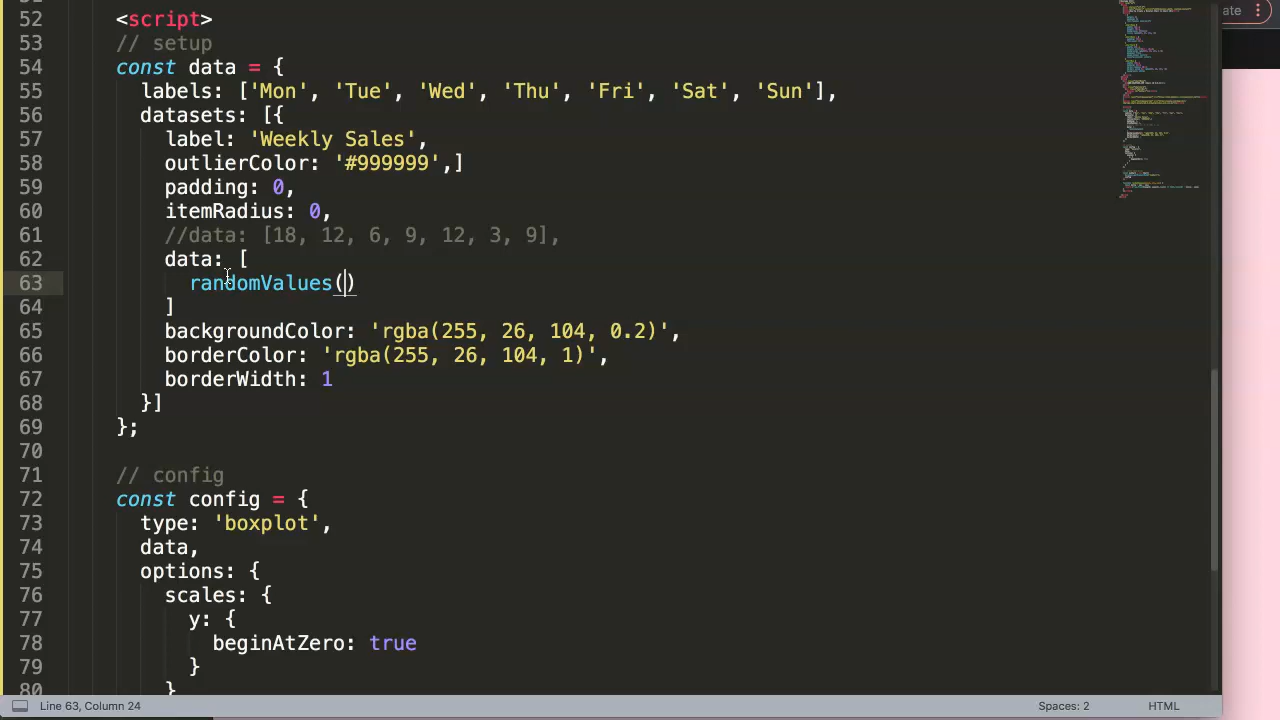 ate
52 <script>
53 // setup
54 const data = {
55 labels: ['Mon', 'Tue', 'Wed', 'Thu', 'Fri', 'Sat', 'Sun'],
56 datasets: [{
57 label: 'Weekly Sales',
58 outlierColor: '#999999',]
59 padding: 0,
60 itemRadius: 0,
61 //data: [18, 12, 6, 9, 12, 3, 9],
62 data: [
63 randomValues()
64 ]
65 backgroundColor: 'rgba(255, 26, 104, 0.2)',
66 borderColor: 'rgba(255, 26, 104, 1)',
67 borderWidth: 1
68 }]
69 };
70
71 // config
72 const config = {
73 type: 'boxplot',
74 data,
75 options: {
76 scales: {
77 y: {
78 beginAtZero: true
79 }
80 }
Line 63, Column 24 Spaces: 2 HTML